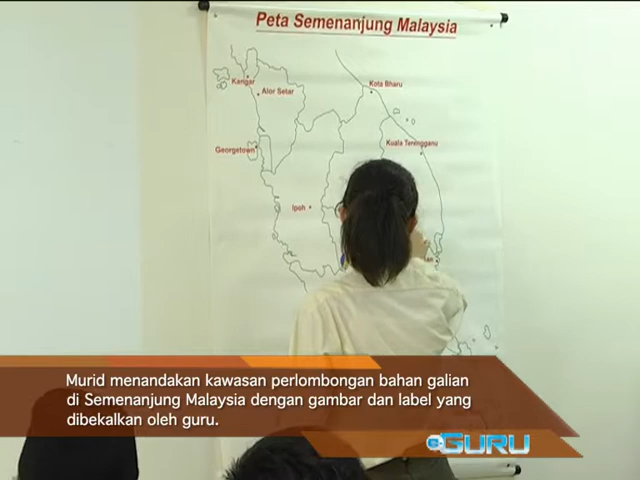 Peta Semenanjung Malaysia
Kangar
Alor Setar
Kota Bharu
Georgetown
Kuala Terengganu
Ipoh
Murid menandakan kawasan perlombongan bahan galian
di Semenanjung Malaysia dengan gambar dan label yang
dibekalkan oleh guru.
e-GURU